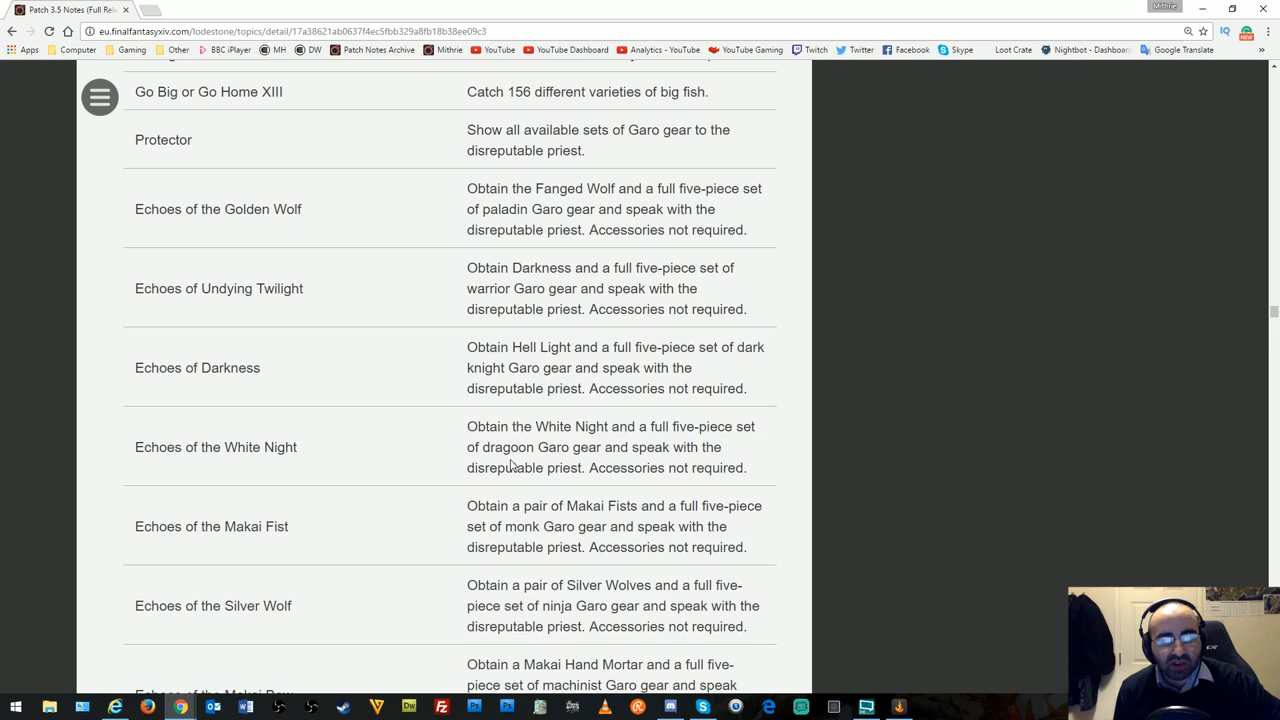 Patch 3.5 Notes (Full Rele
Mithrie
eu.finalfantasyxiv.com/lodestone/topics/detail/17a38621ab0637f4ec5fbb329a8fb18b38ee09c3
Apps Computer Gaming Other BBC iPlayer MH DW Patch Notes Archive Mithrie YouTube YouTube Dashboard Analytics - YouTube YouTube Gaming Twitch Twitter Facebook Skype Loot Crate Nightbot - Dashboard Google Translate »
Go Big or Go Home XIII
Catch 156 different varieties of big fish.
Protector
Show all available sets of Garo gear to the
disreputable priest.
Echoes of the Golden Wolf
Obtain the Fanged Wolf and a full five-piece set
of paladin Garo gear and speak with the
disreputable priest. Accessories not required.
Echoes of Undying Twilight
Obtain Darkness and a full five-piece set of
warrior Garo gear and speak with the
disreputable priest. Accessories not required.
Echoes of Darkness
Obtain Hell Light and a full five-piece set of dark
knight Garo gear and speak with the
disreputable priest. Accessories not required.
Echoes of the White Night
Obtain the White Night and a full five-piece set
of dragoon Garo gear and speak with the
disreputable priest. Accessories not required.
Echoes of the Makai Fist
Obtain a pair of Makai Fists and a full five-piece
set of monk Garo gear and speak with the
disreputable priest. Accessories not required.
Echoes of the Silver Wolf
Obtain a pair of Silver Wolves and a full five-
piece set of ninja Garo gear and speak with the
disreputable priest. Accessories not required.
Obtain a Makai Hand Mortar and a full five-
piece set of machinist Garo gear and speak